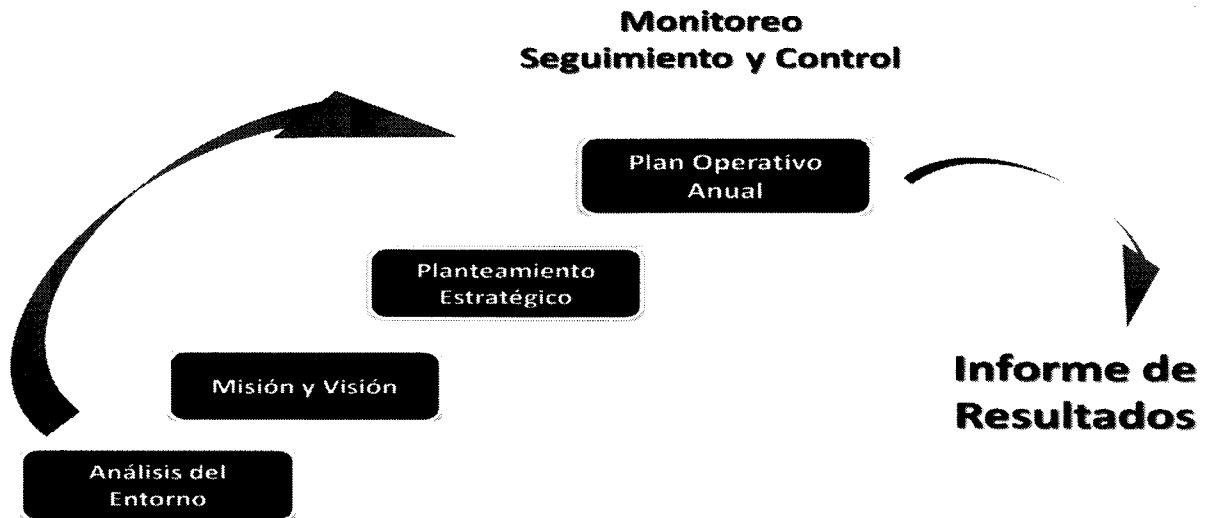 Monitoreo
Seguimiento y Control
Plan Operativo
Anual
Planteamiento
Estratégico
Misión y Visión
Análisis del
Entorno
Informe de
Resultados